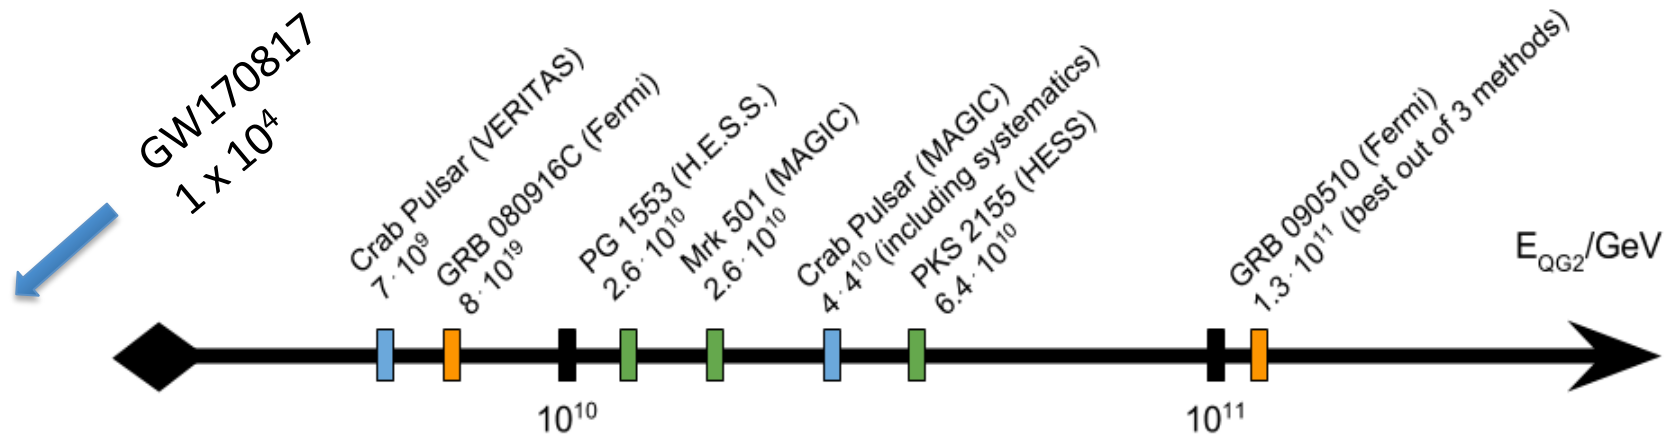 GW170817
1 x 10⁴
Crab Pulsar (VERITAS)
7·10⁹
GRB 080916C (Fermi)
8·10¹⁹
PG 1553 (H.E.S.S.)
2.6·10¹⁰
Mrk 501 (MAGIC)
2.6·10¹⁰
Crab Pulsar (MAGIC)
4·4¹⁰ (including systematics)
PKS 2155 (HESS)
6.4·10¹⁰
GRB 090510 (Fermi)
1.3·10¹¹ (best out of 3 methods)
E_QG2/GeV
10¹⁰
10¹¹